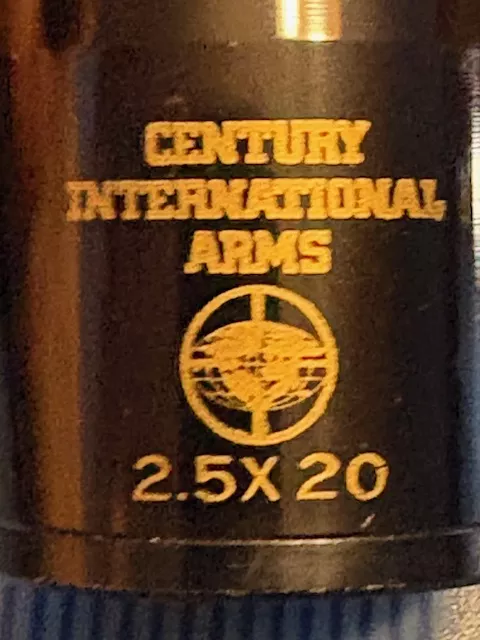 CENTURY
INTERNATIONAL
ARMS
2.5X20